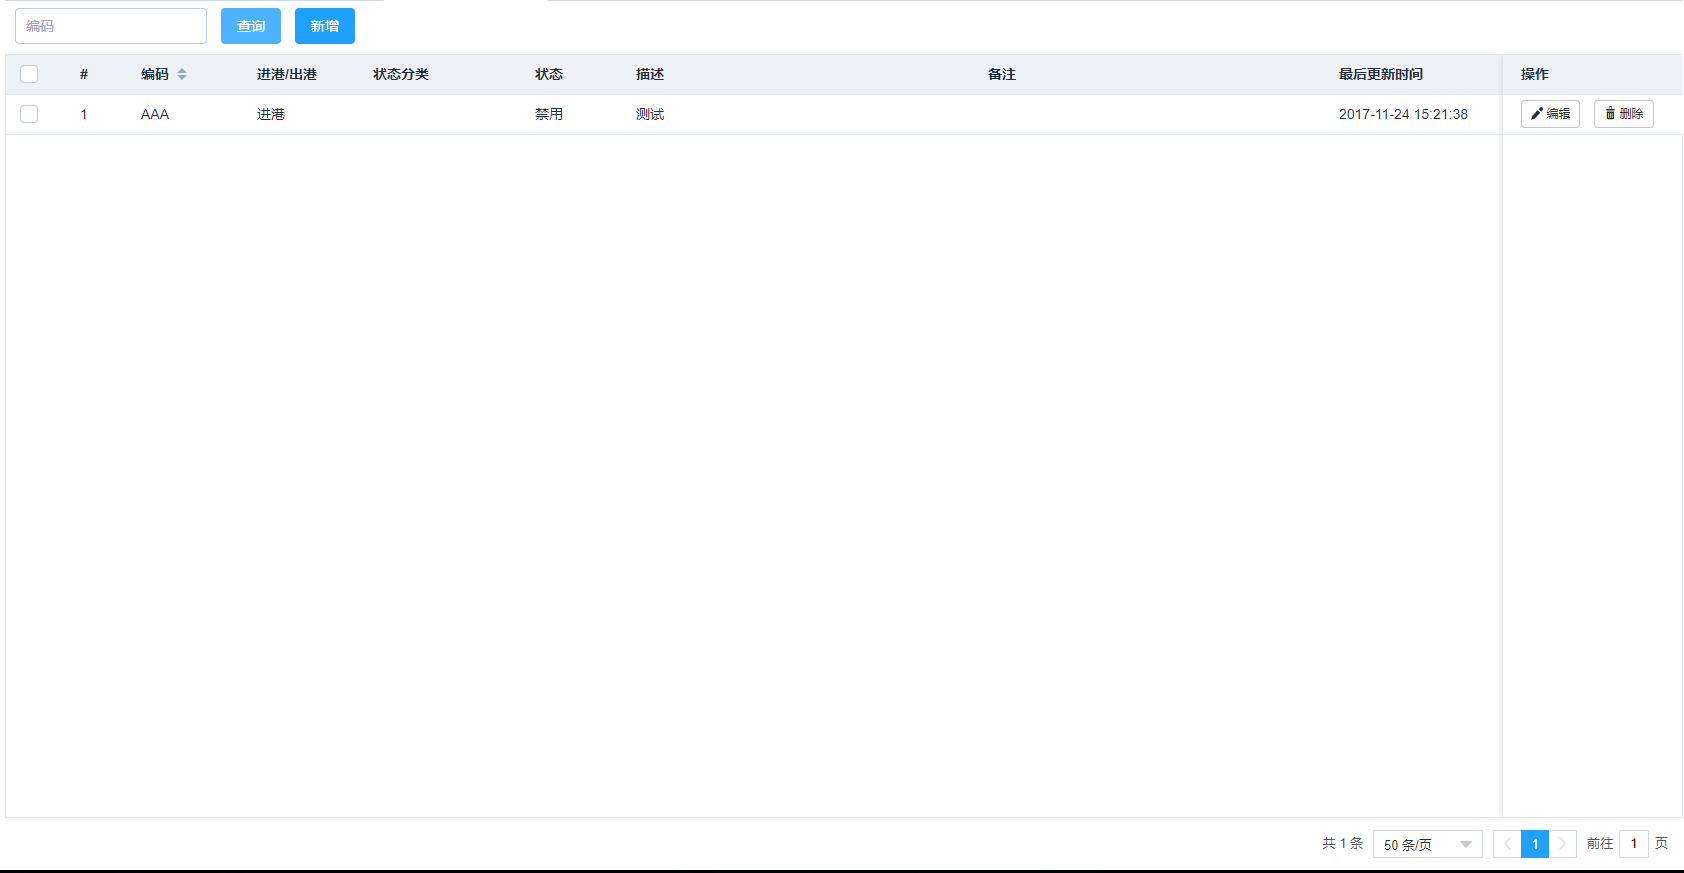 编码 查询 新增
# 编码 进港/出港 状态分类 状态 描述 备注 最后更新时间 操作
1 AAA 进港 禁用 测试 2017-11-24 15:21:38 编辑 删除
共 1 条 50 条/页 1 前往 1 页